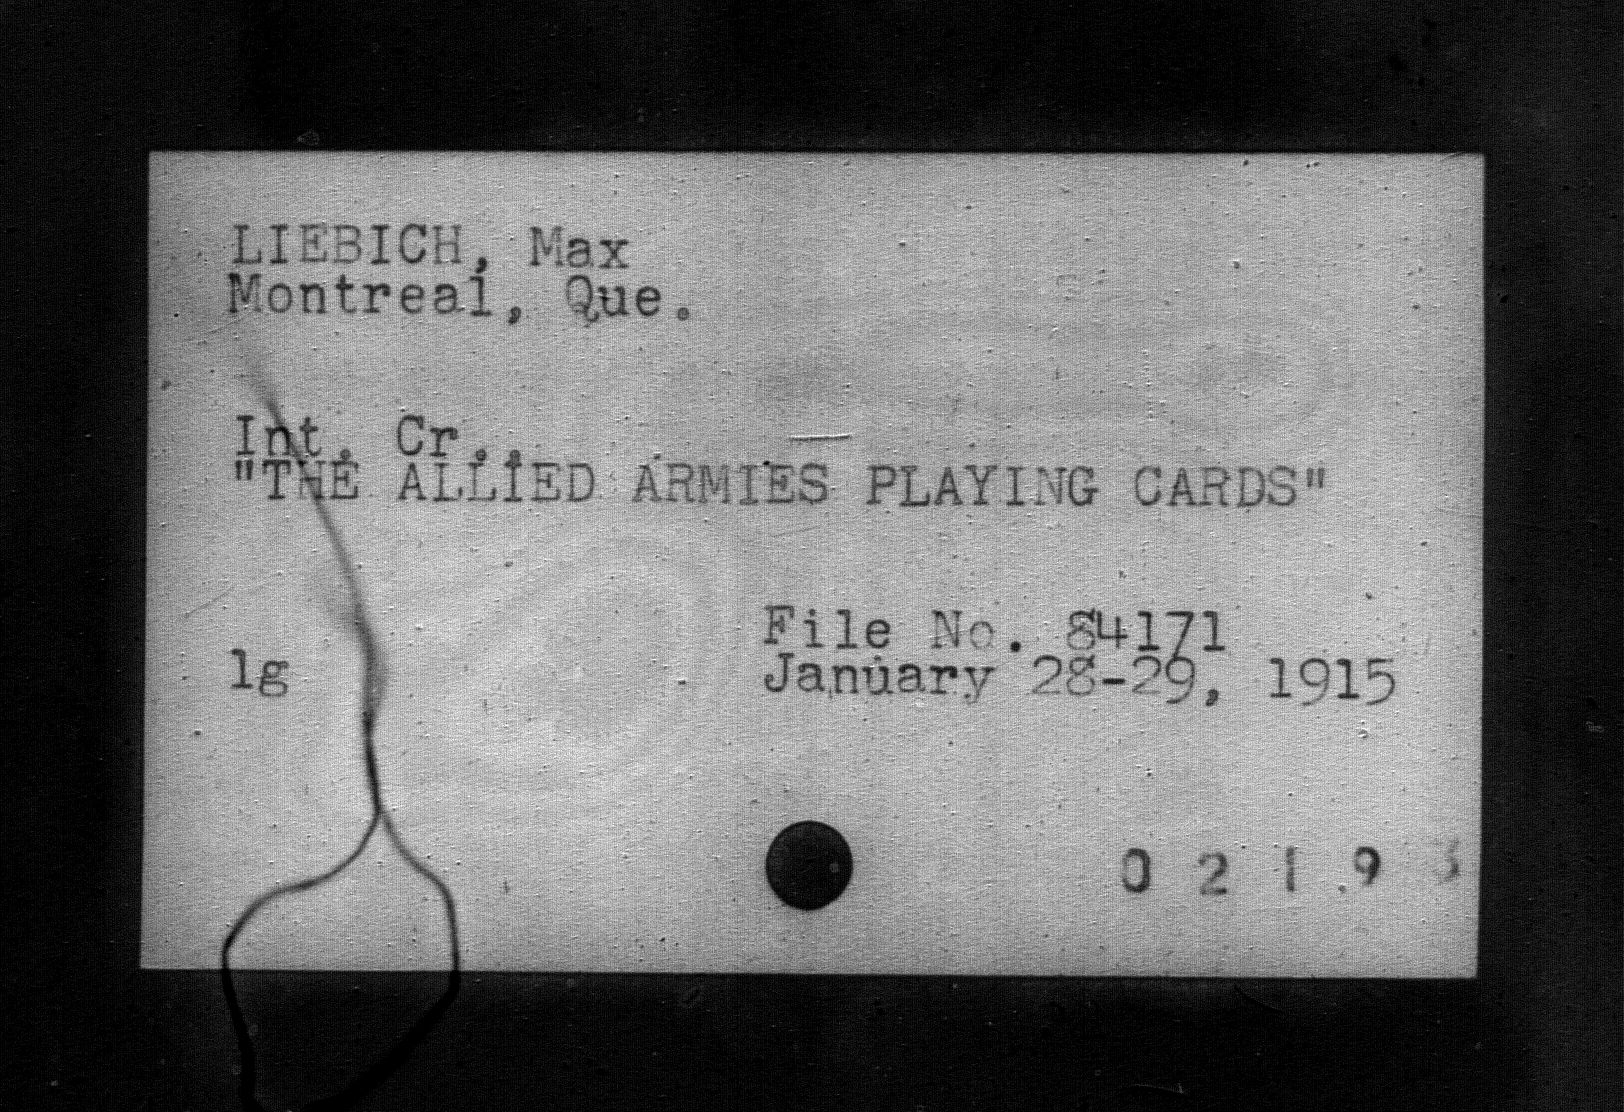 LIEBICH, Max
Montreal, Que.
Int. Cr.,
"THE ALLIED ARMIES PLAYING CARDS"
File No. 84171
lg
January 28-29, 1915
0 2 1 9